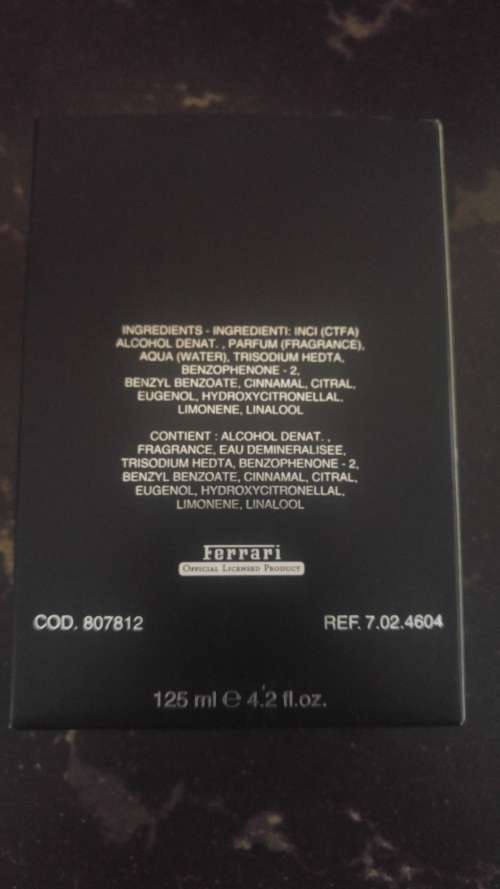 INGREDIENTS - INGREDIENTI: INCI (CTFA)
ALCOHOL DENAT. , PARFUM (FRAGRANCE),
AQUA (WATER), TRISODIUM HEDTA,
BENZOPHENONE - 2,
BENZYL BENZOATE, CINNAMAL, CITRAL,
EUGENOL, HYDROXYCITRONELLAL,
LIMONENE, LINALOOL
CONTIENT : ALCOHOL DENAT. ,
FRAGRANCE, EAU DEMINERALISEE,
TRISODIUM HEDTA, BENZOPHENONE - 2,
BENZYL BENZOATE, CINNAMAL, CITRAL,
EUGENOL, HYDROXYCITRONELLAL,
LIMONENE, LINALOOL
Ferrari
OFFICIAL LICENSED PRODUCT
COD. 807812
REF. 7.02.4604
125 ml ℮ 4.2 fl.oz.